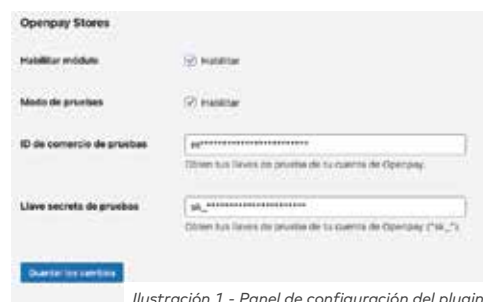 Openpay Stores
Habilitar módulo
Habilitar
Modo de pruebas
Habilitar
ID de comercio de pruebas
Obten tus llaves de prueba de tu cuenta de Openpay.
Llave secreta de pruebas
sk_**********************
Obten tus llaves de prueba de tu cuenta de Openpay ("sk_").
Guardar los cambios
Ilustración 1 - Panel de configuración del plugin